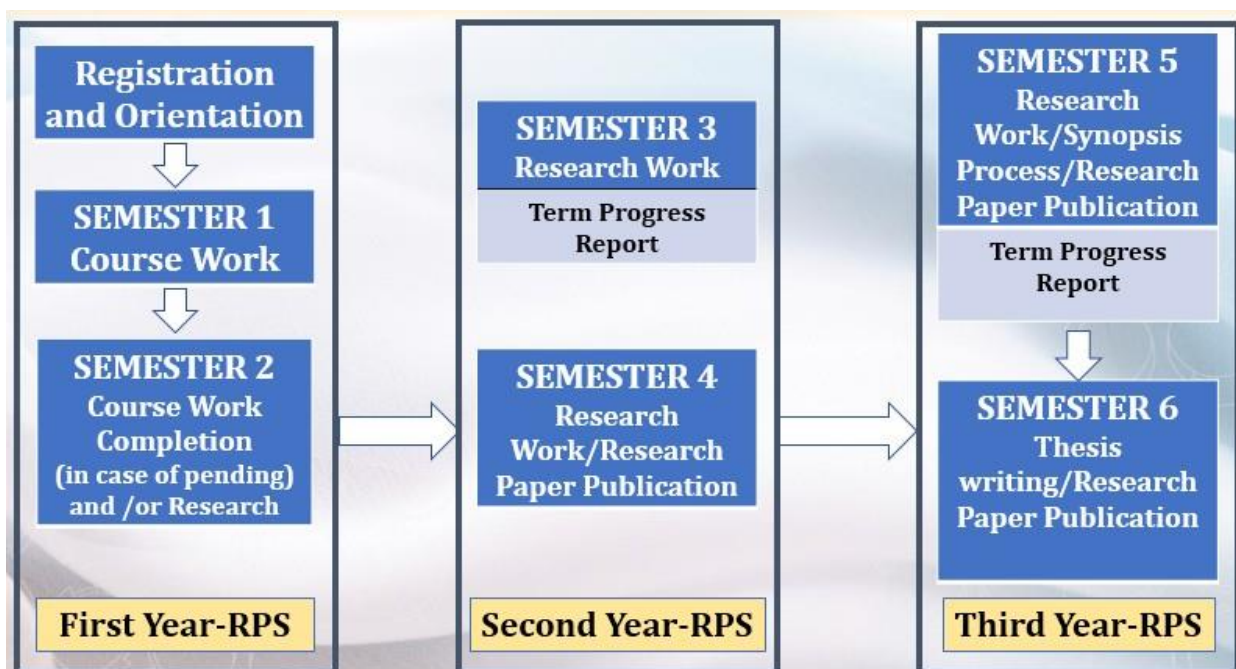 Registration
and Orientation
SEMESTER 1
Course Work
SEMESTER 2
Course Work
Completion
(in case of pending)
and /or Research
First Year-RPS
SEMESTER 3
Research Work
Term Progress
Report
SEMESTER 4
Research
Work/Research
Paper Publication
Second Year-RPS
SEMESTER 5
Research
Work/Synopsis
Process/Research
Paper Publication
Term Progress
Report
SEMESTER 6
Thesis
writing/Research
Paper Publication
Third Year-RPS